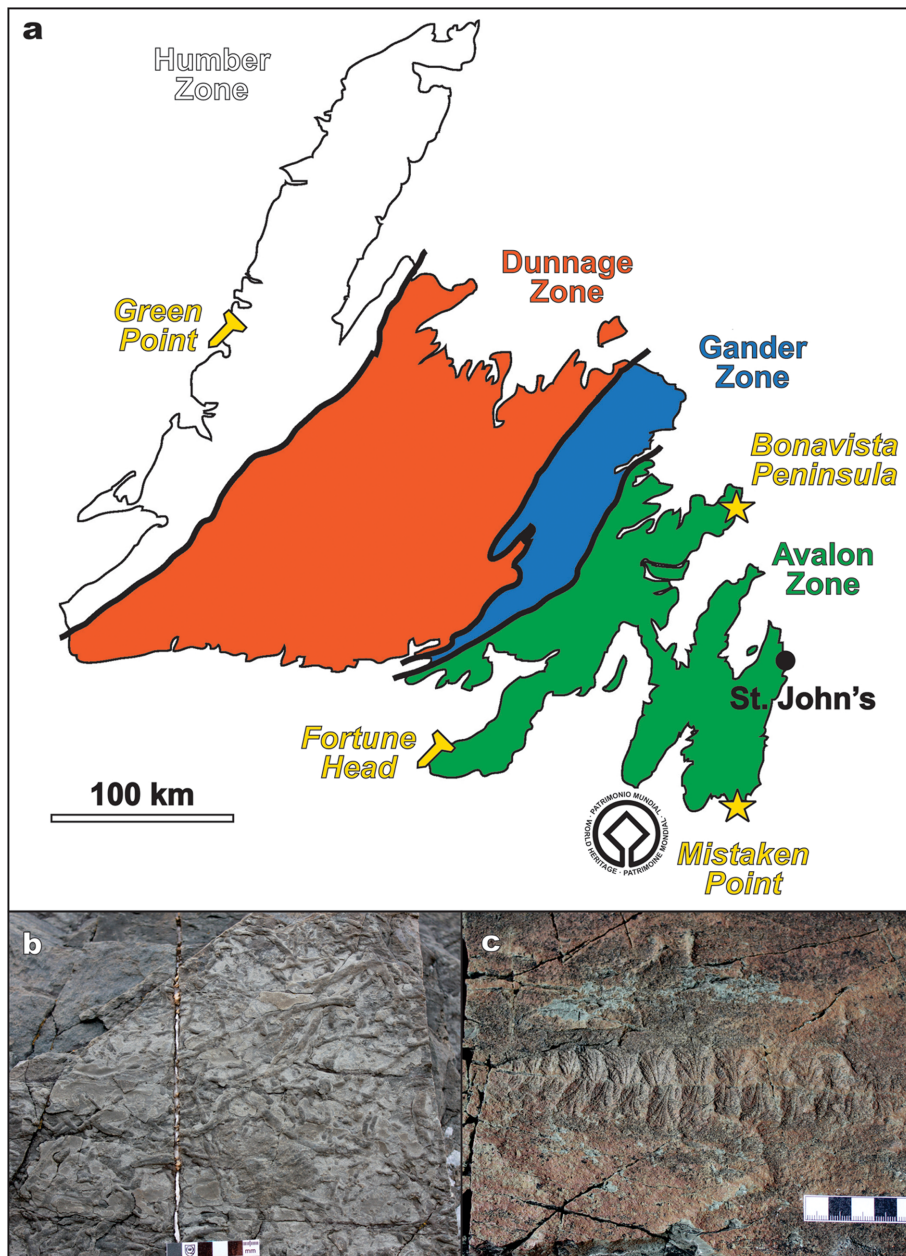 a
Humber
Zone
Dunnage
Zone
Green
Point
Gander
Zone
Bonavista
Peninsula
Avalon
Zone
St. John's
Fortune
Head
100 km
WORLD HERITAGE · PATRIMONIO MUNDIAL · PATRIMOINE MONDIAL ·
Mistaken
Point
b
c
mm